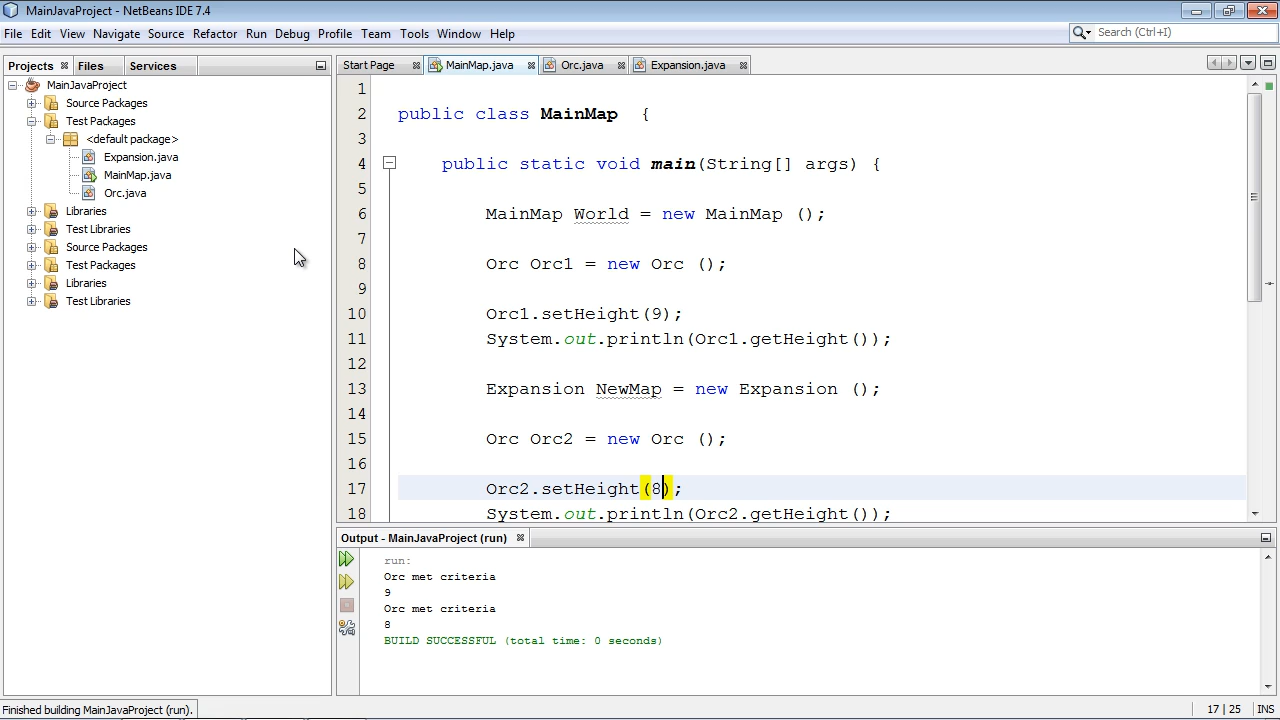 MainJavaProject - NetBeans IDE 7.4
File Edit View Navigate Source Refactor Run Debug Profile Team Tools Window Help
Search (Ctrl+I)
Projects Files Services
MainJavaProject
Source Packages
Test Packages
<default package>
Expansion.java
MainMap.java
Orc.java
Libraries
Test Libraries
Source Packages
Test Packages
Libraries
Test Libraries
Start Page MainMap.java Orc.java Expansion.java
1
2 public class MainMap {
3
4 public static void main(String[] args) {
5
6 MainMap World = new MainMap ();
7
8 Orc Orc1 = new Orc ();
9
10 Orc1.setHeight(9);
11 System.out.println(Orc1.getHeight());
12
13 Expansion NewMap = new Expansion ();
14
15 Orc Orc2 = new Orc ();
16
17 Orc2.setHeight(8);
18 System.out.println(Orc2.getHeight());
Output - MainJavaProject (run)
run:
Orc met criteria
9
Orc met criteria
8
BUILD SUCCESSFUL (total time: 0 seconds)
Finished building MainJavaProject (run).
17 | 25 INS